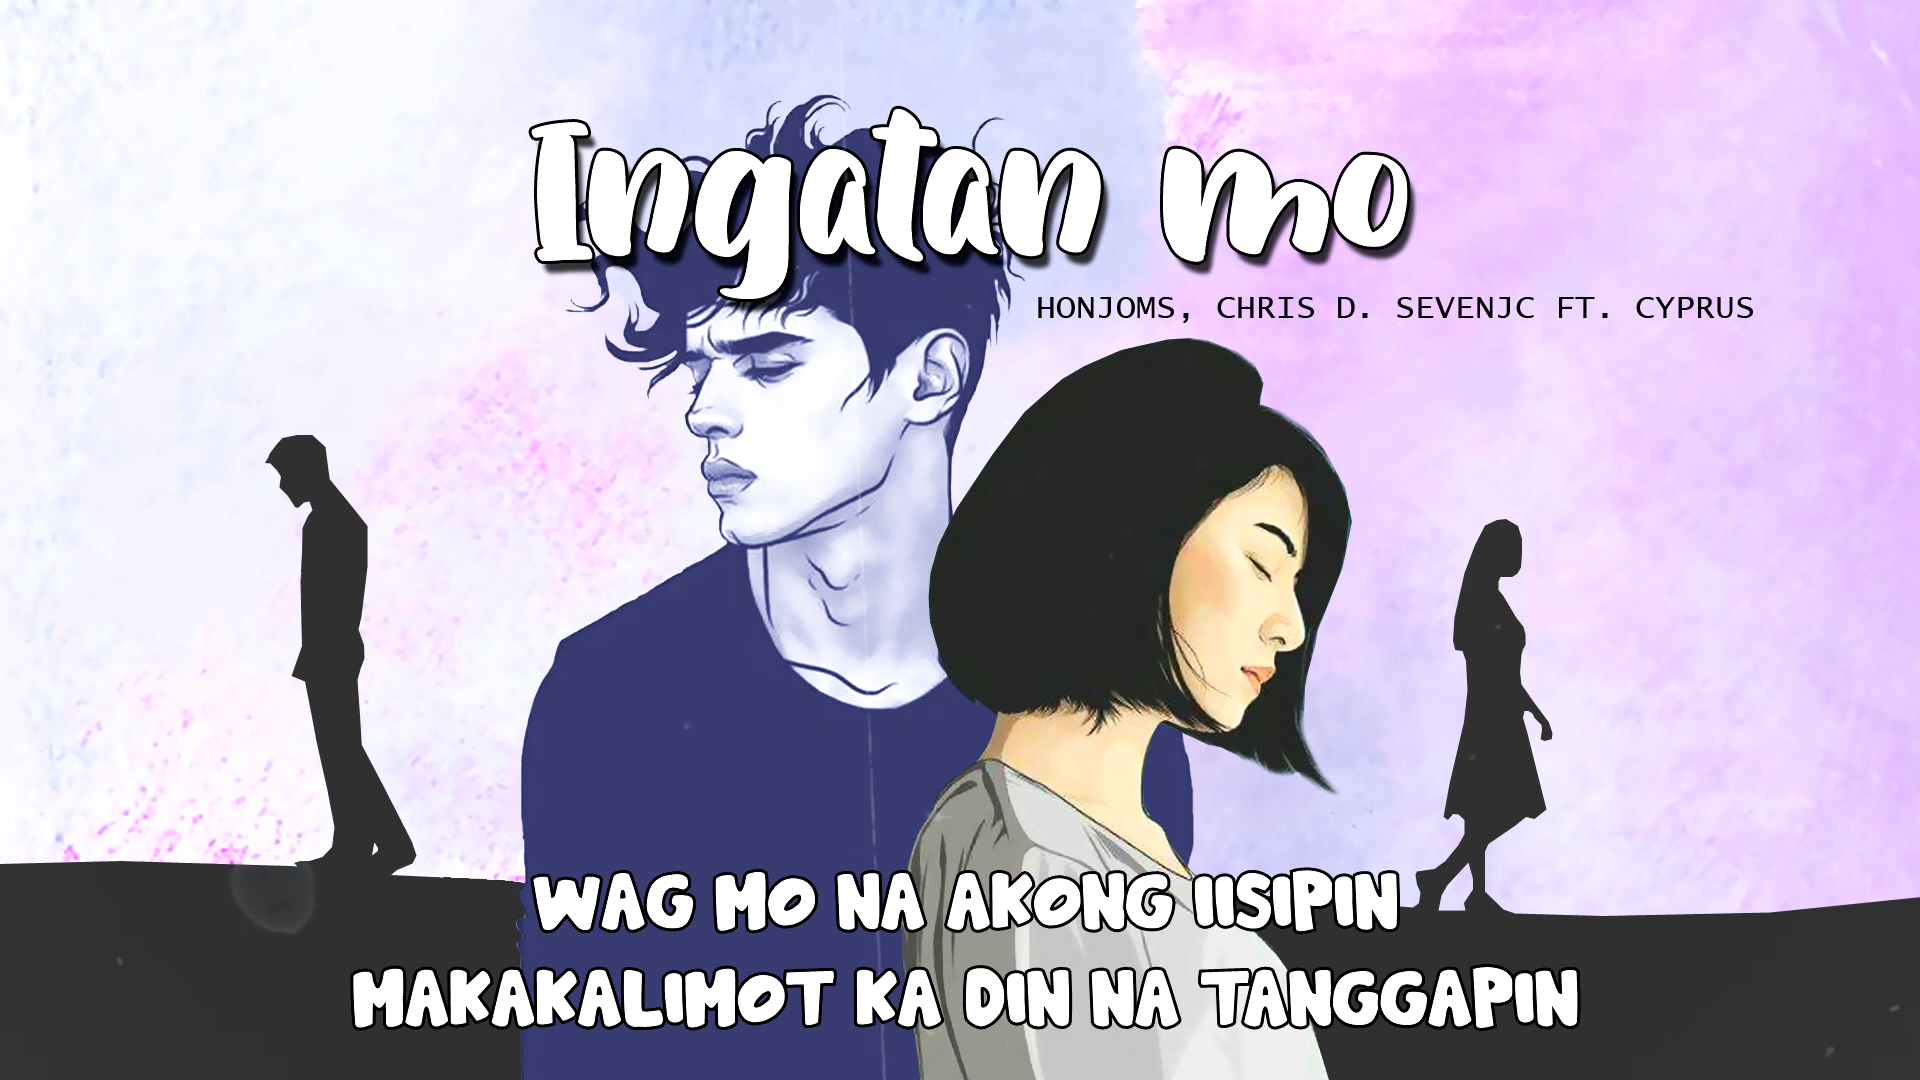 Ingatan mo
HONJOMS, CHRIS D. SEVENJC FT. CYPRUS
WAG MO NA AKONG IISIPIN
MAKAKALIMOT KA DIN NA TANGGAPIN